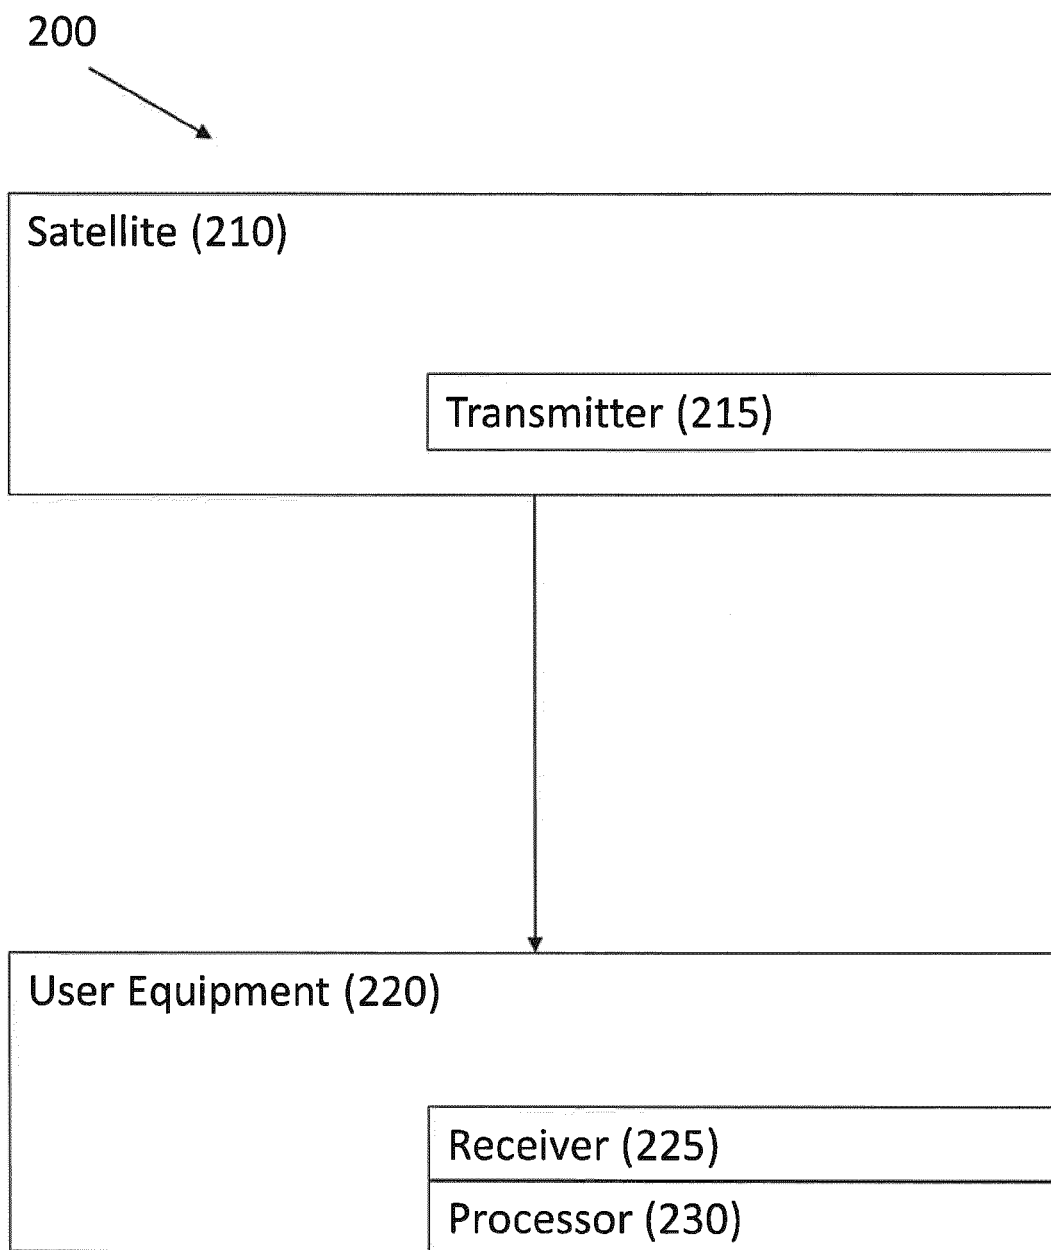 200
Satellite (210)
Transmitter (215)
User Equipment (220)
Receiver (225)
Processor (230)